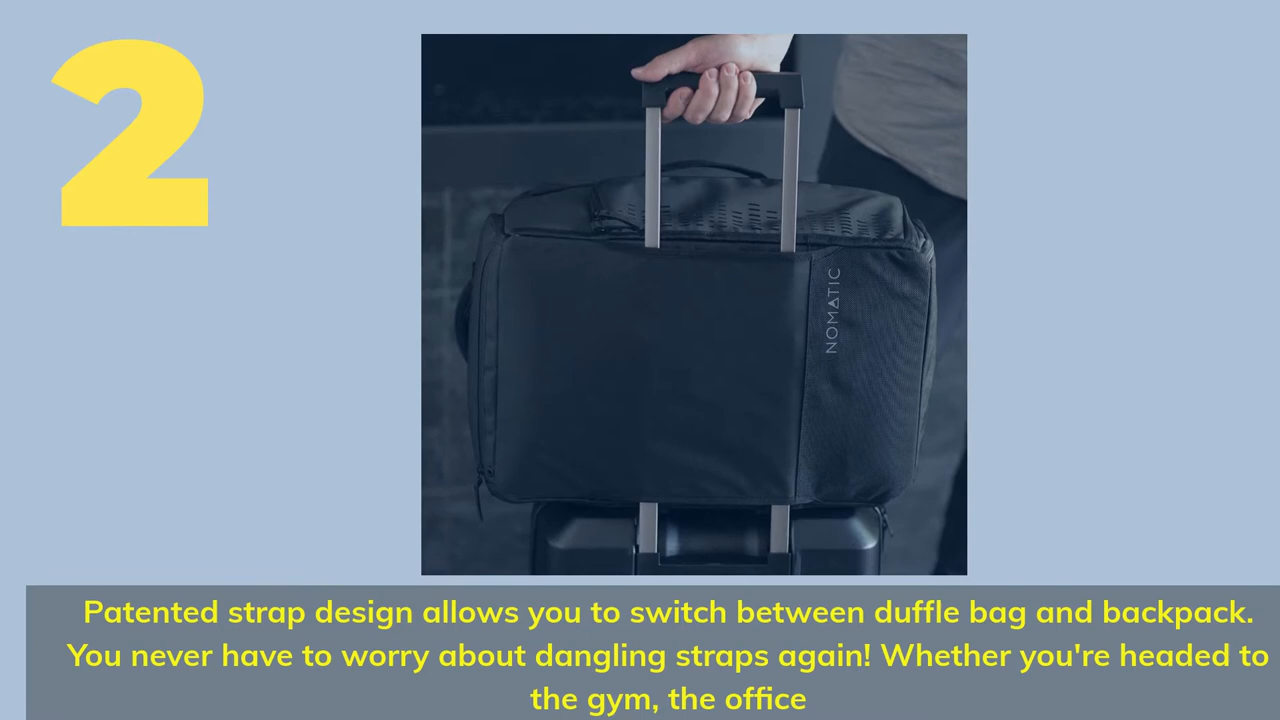 2
NOMATIC
Patented strap design allows you to switch between duffle bag and backpack.
You never have to worry about dangling straps again! Whether you're headed to
the gym, the office